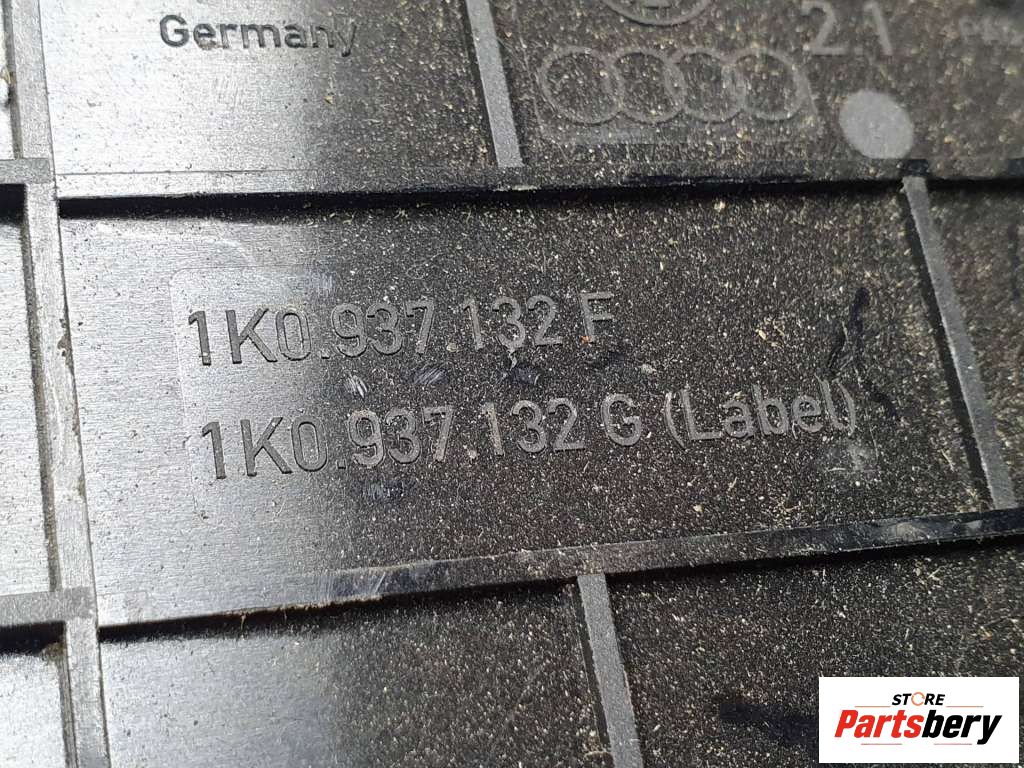 Germany
2.1
1K0.937.132 F
1K0.937.132 G (Label)
STORE
Partsbery